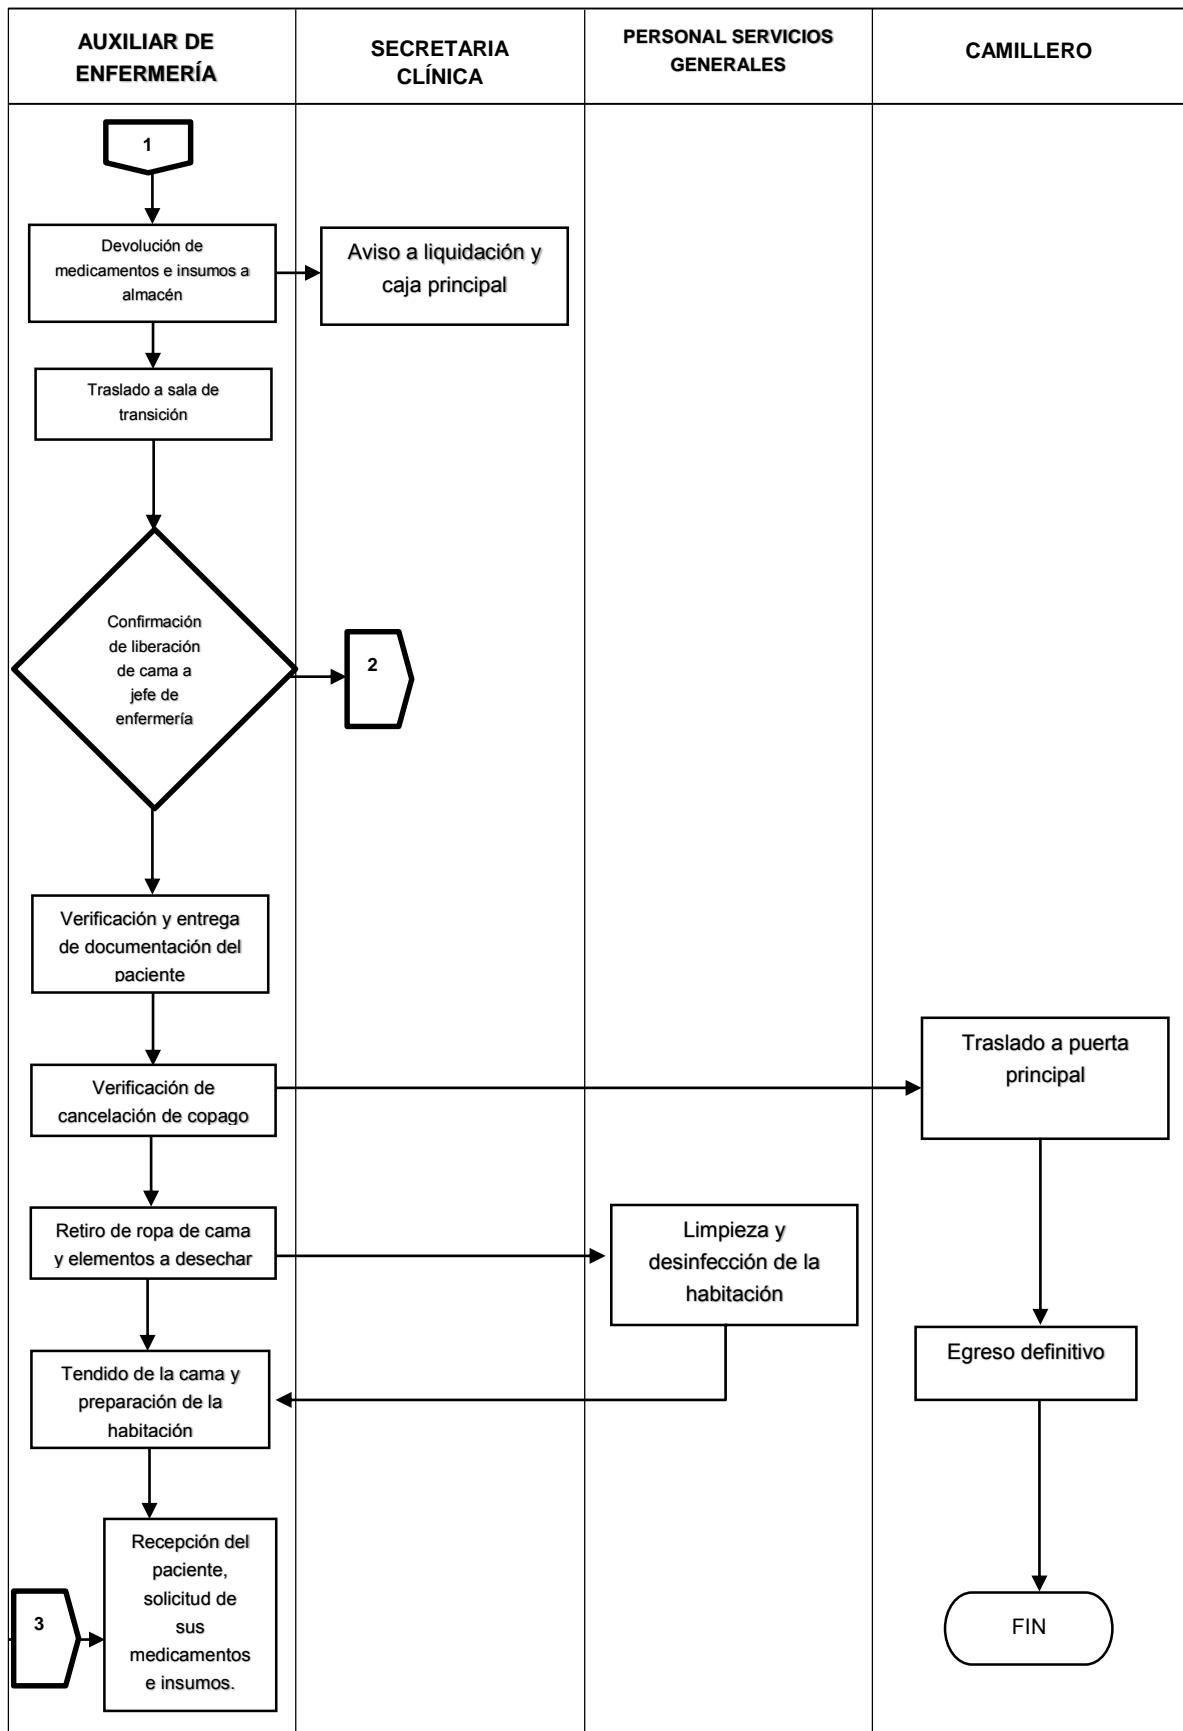 AUXILIAR DE
ENFERMERÍA
SECRETARIA
CLÍNICA
PERSONAL SERVICIOS
GENERALES
CAMILLERO
1
Devolución de
medicamentos e insumos a
almacén
Aviso a liquidación y
caja principal
Traslado a sala de
transición
Confirmación
de liberación
de cama a
jefe de
enfermería
2
Verificación y entrega
de documentación del
paciente
Verificación de
cancelación de copago
Traslado a puerta
principal
Retiro de ropa de cama
y elementos a desechar
Limpieza y
desinfección de la
habitación
Tendido de la cama y
preparación de la
habitación
Egreso definitivo
Recepción del
paciente,
solicitud de
sus
medicamentos
e insumos.
3
FIN